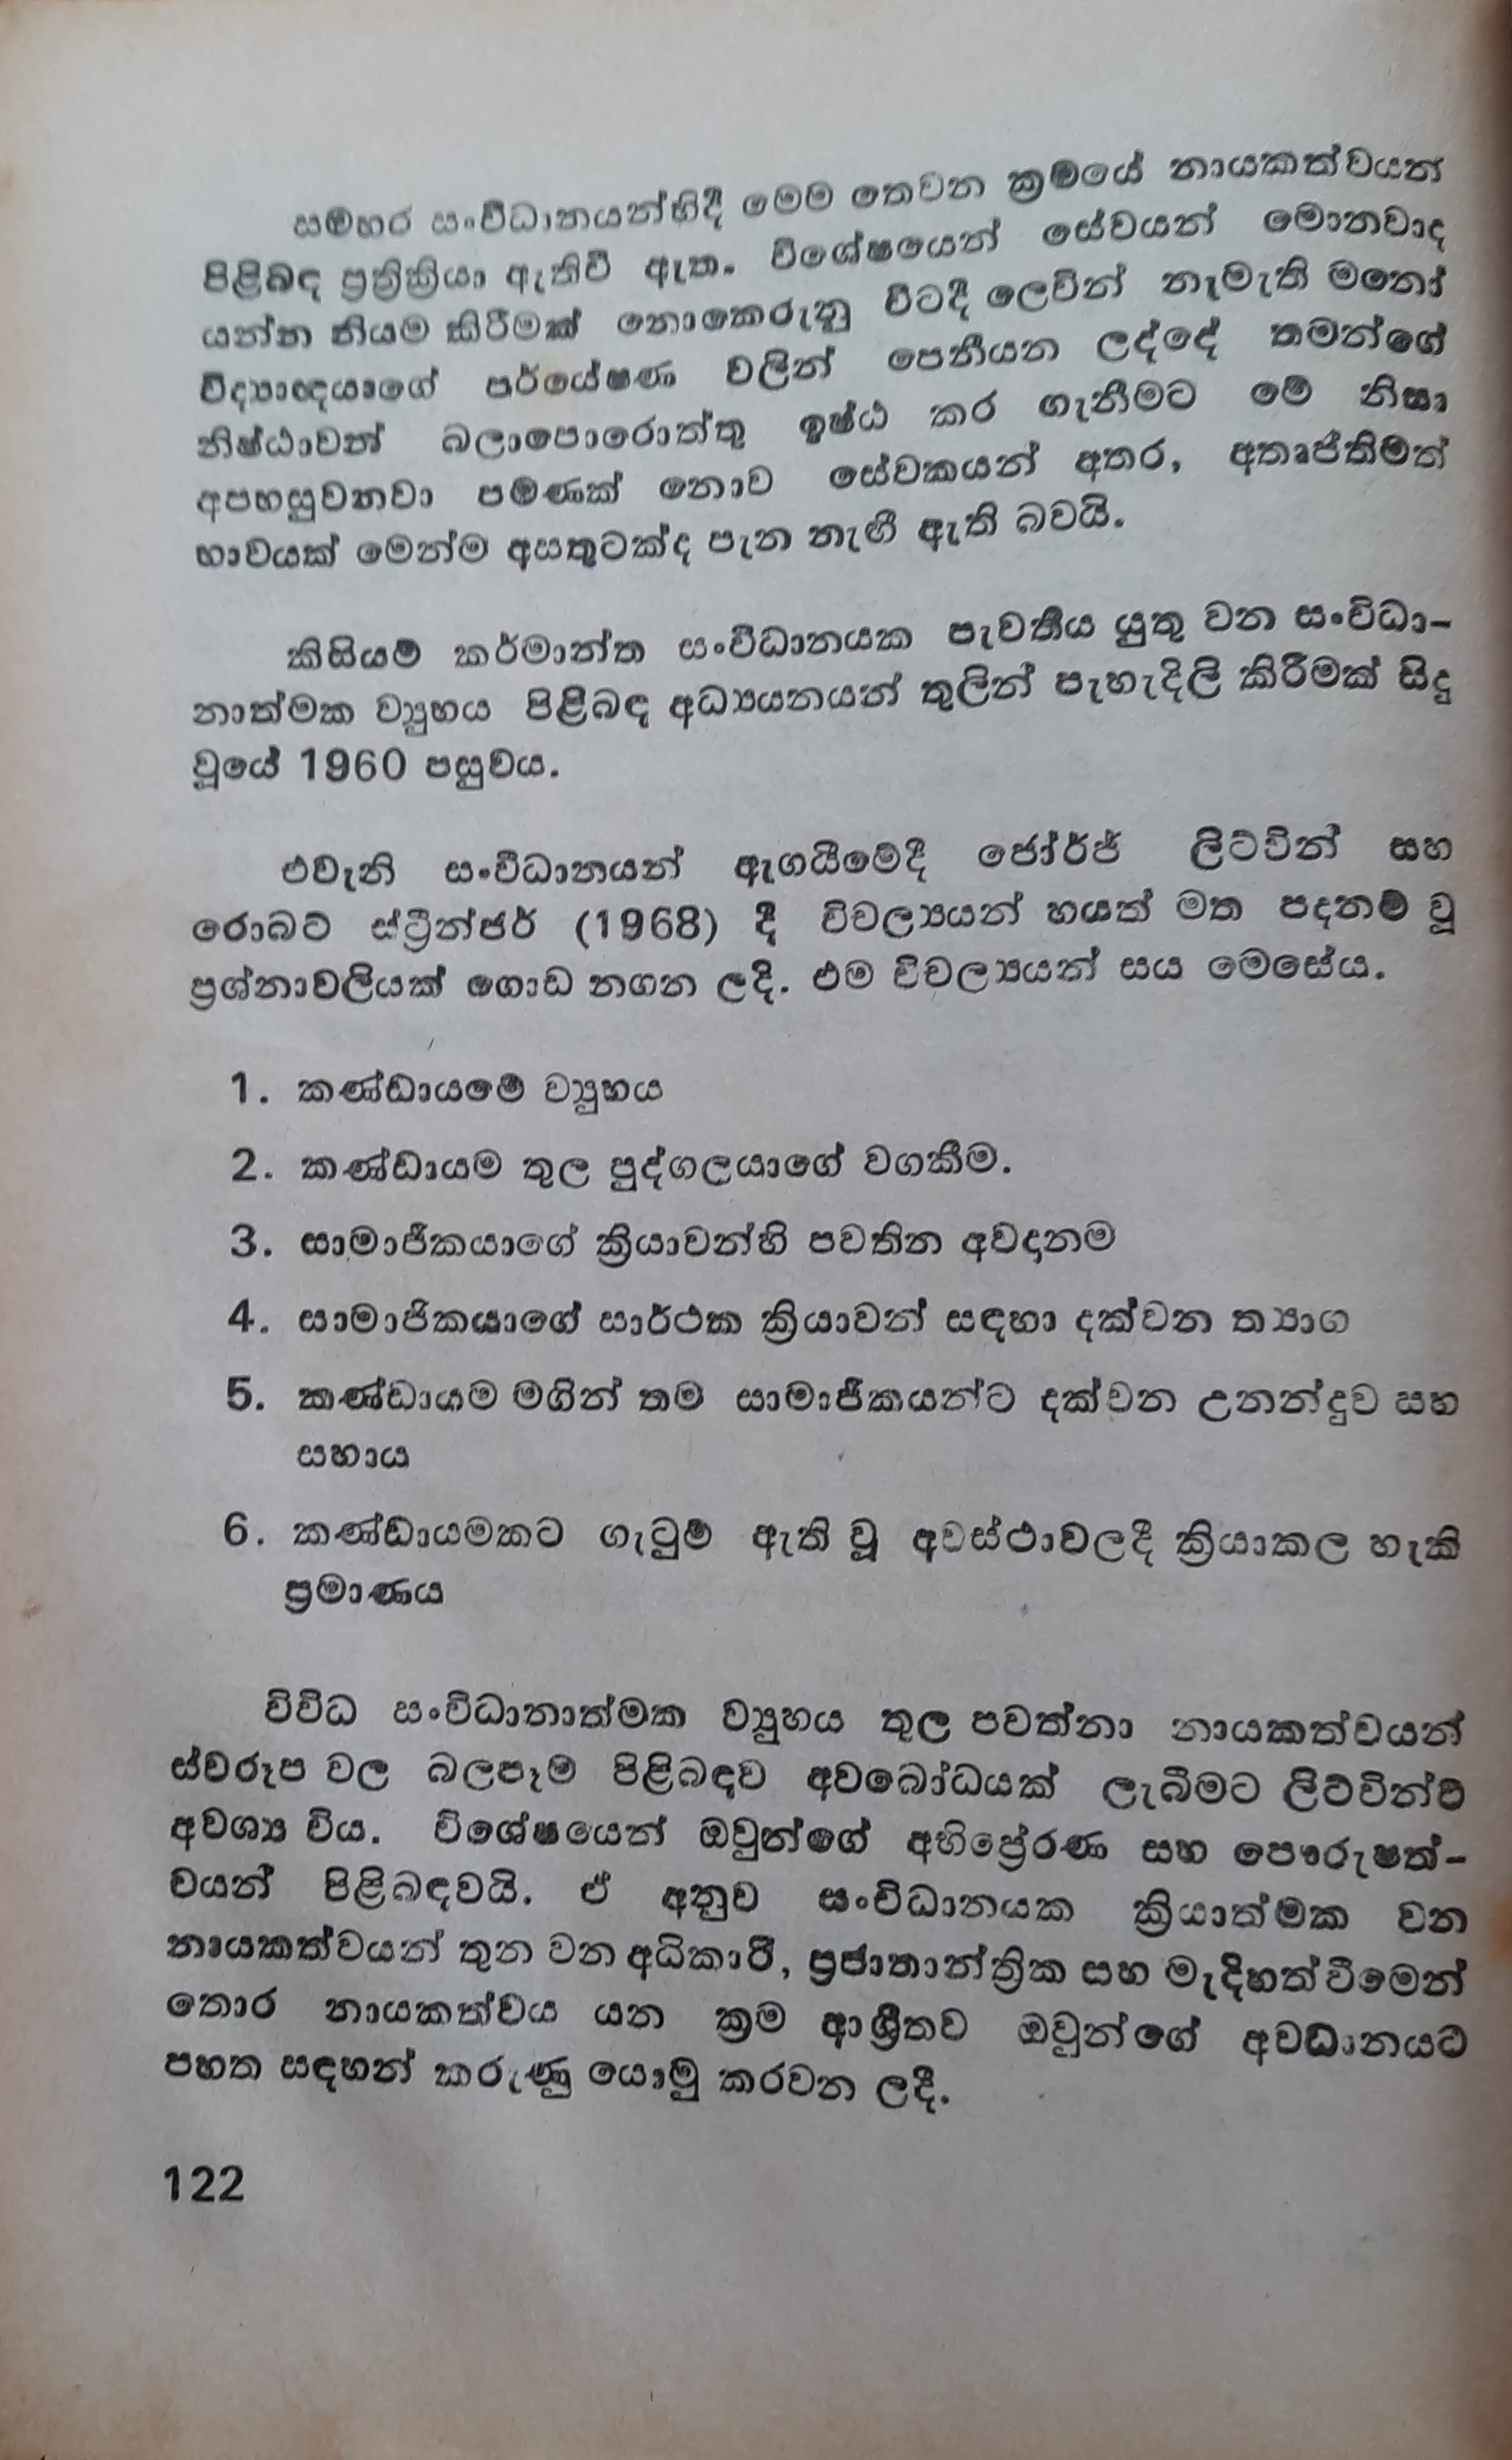 සමහර සංවිධානයන්හිදී මෙම තෙවන ක්‍රමයේ නායකත්වයන්
පිළිබඳ ප්‍රත්‍රික්‍රියා ඇතිවී ඇත. විශේෂයෙන් සේවයන් මොනවාද
යන්න නියම කිරීමක් නොකෙරුනු විටදී ලෙවින් නැමැති මනෝ
විද්‍යාඥයාගේ පර්යේෂණ වලින් පෙනීයන ලද්දේ තමන්ගේ
නිෂ්ඨාවන් බලාපොරොත්තු ඉෂ්ඨ කර ගැනීමට මේ නිසා
අපහසුවනවා පමණක් නොව සේවකයන් අතර, අතෘප්තිමත්
භාවයක් මෙන්ම අසතුටක්ද පැන නැඟී ඇති බවයි.
කිසියම් කර්මාන්ත සංවිධානයක පැවතිය යුතු වන සංවිධා-
නාත්මක ව්‍යුහය පිළිබඳ අධ්‍යයනයන් තුලින් පැහැදිලි කිරීමක් සිදු
වූයේ 1960 පසුවය.
එවැනි සංවිධානයන් ඇගයීමේදී ජෝර්ජ් ලිට්වින් සහ
රොබට් ස්ට්‍රීන්ජර් (1968) දී විචල්‍යයන් හයත් මත පදනම් වූ
ප්‍රශ්නාවලියක් ගොඩ නගන ලදි. එම විචල්‍යයන් සය මෙසේය.
1. කණ්ඩායමේ ව්‍යුහය
2. කණ්ඩායම තුල පුද්ගලයාගේ වගකීම.
3. සාමාජිකයාගේ ක්‍රියාවන්හි පවතින අවදානම
4. සාමාජිකයාගේ සාර්ථක ක්‍රියාවන් සඳහා දක්වන ත්‍යාග
5. කණ්ඩායම මගින් තම සාමාජිකයන්ට දක්වන උනන්දුව සහ
සහාය
6. කණ්ඩායමකට ගැටුම් ඇති වූ අවස්ථාවලදී ක්‍රියාකල හැකි
ප්‍රමාණය
විවිධ සංවිධානාත්මක ව්‍යුහය තුල පවත්නා නායකත්වයන්
ස්වරූප වල බලපෑම පිළිබඳව අවබෝධයක් ලැබීමට ලිට්වින්ට
අවශ්‍ය විය. විශේෂයෙන් ඔවුන්ගේ අභිප්‍රේරණ සහ පෞරුෂත්-
වයන් පිළිබඳවයි. ඒ අනුව සංවිධානයක ක්‍රියාත්මක වන
නායකත්වයන් තුන වන අධිකාරී, ප්‍රජාතාන්ත්‍රික සහ මැදිහත්වීමෙන්
තොර නායකත්වය යන ක්‍රම ආශ්‍රිතව ඔවුන්ගේ අවධානයට
පහත සඳහන් කරුණු යොමු කරවන ලදී.
122